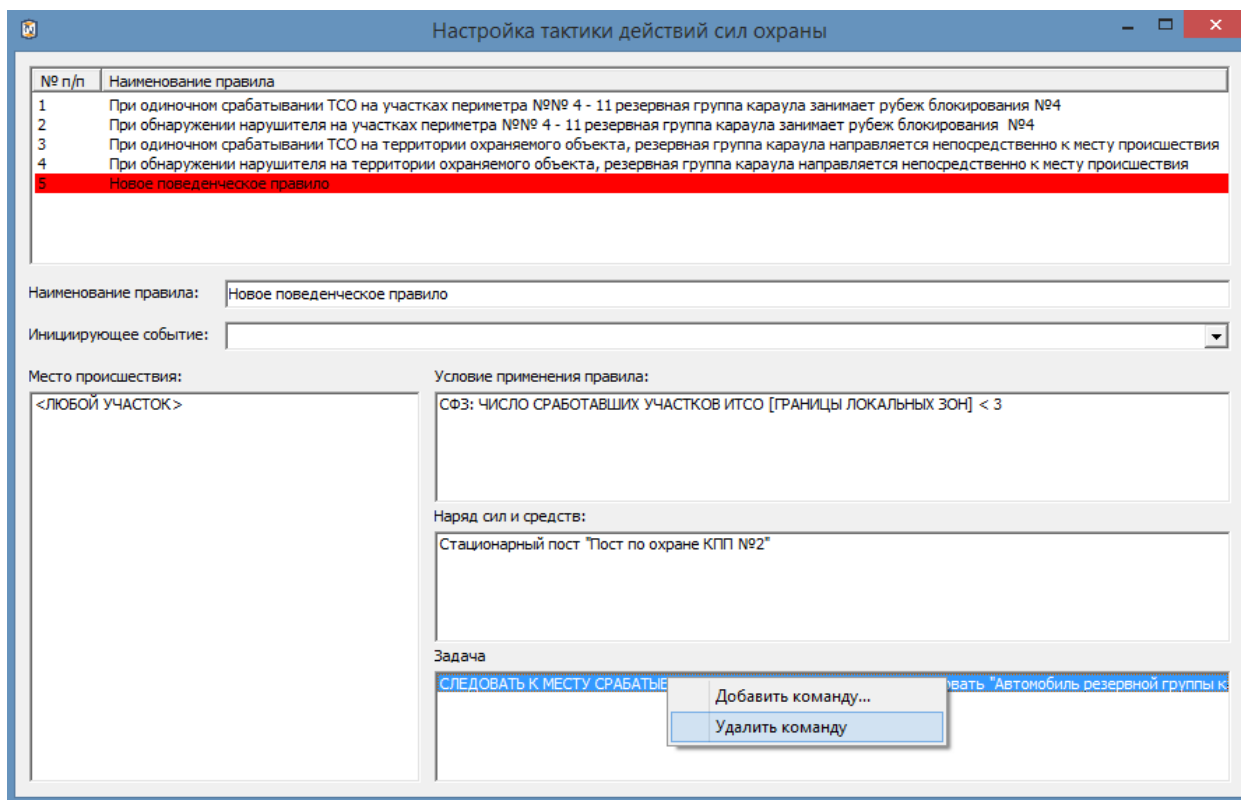 Настройка тактики действий сил охраны
№ п/п Наименование правила
1 При одиночном срабатывании ТСО на участках периметра №№ 4 - 11 резервная группа караула занимает рубеж блокирования №4
2 При обнаружении нарушителя на участках периметра №№ 4 - 11 резервная группа караула занимает рубеж блокирования №4
3 При одиночном срабатывании ТСО на территории охраняемого объекта, резервная группа караула направляется непосредственно к месту происшествия
4 При обнаружении нарушителя на территории охраняемого объекта, резервная группа караула направляется непосредственно к месту происшествия
5 Новое поведенческое правило
Наименование правила: Новое поведенческое правило
Инициирующее событие:
Место происшествия:
<ЛЮБОЙ УЧАСТОК>
Условие применения правила:
СФЗ: ЧИСЛО СРАБОТАВШИХ УЧАСТКОВ ИТСО [ГРАНИЦЫ ЛОКАЛЬНЫХ ЗОН] < 3
Наряд сил и средств:
Стационарный пост "Пост по охране КПП №2"
Задача
СЛЕДОВАТЬ К МЕСТУ "Автомобиль резервной группы
Добавить команду...
Удалить команду